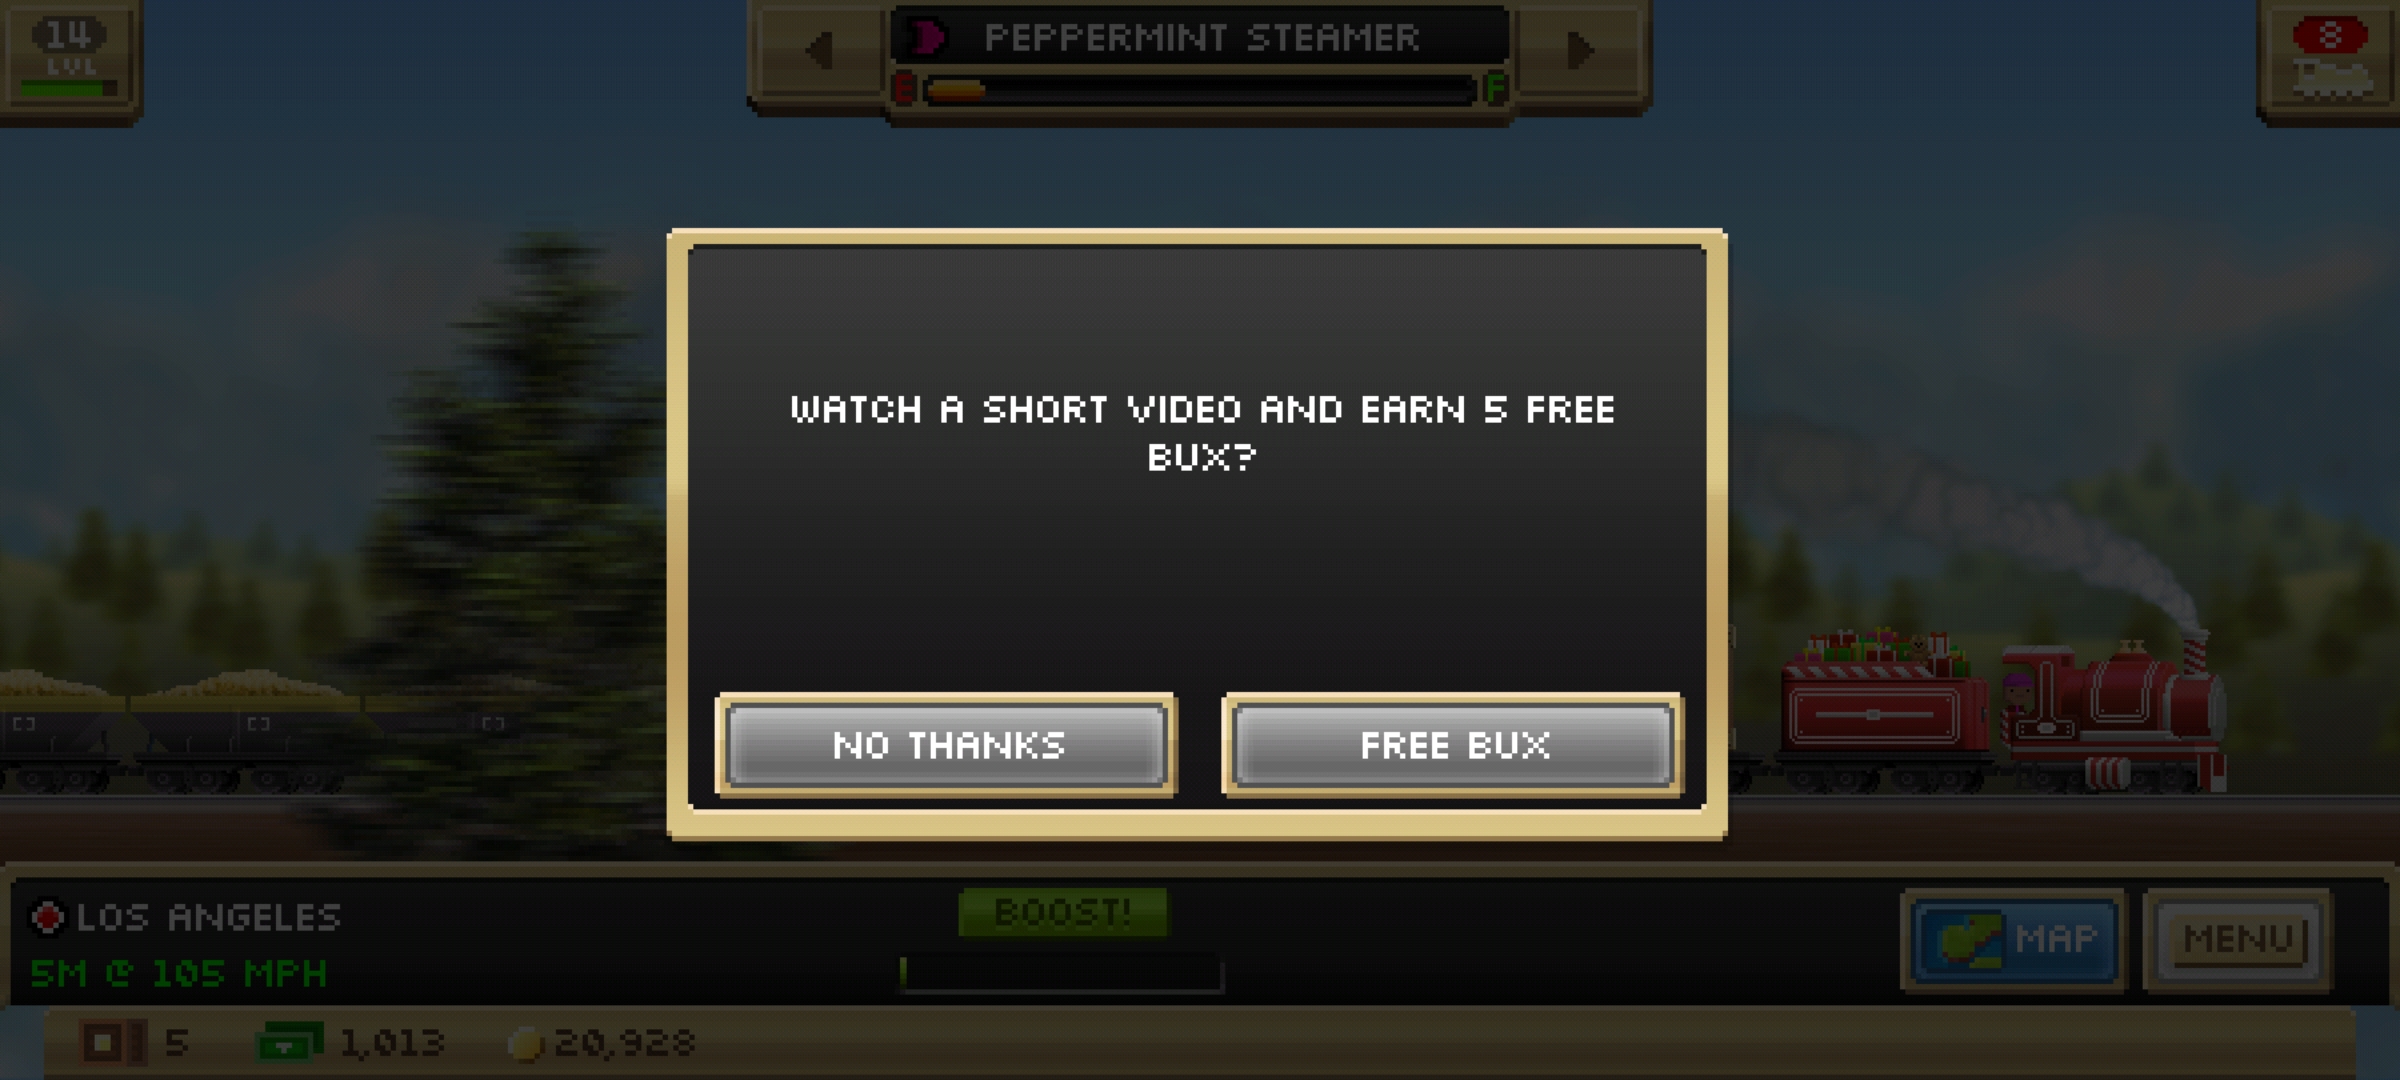 14
LVL
PEPPERMINT STEAMER
E F
8
WATCH A SHORT VIDEO AND EARN 5 FREE
BUX?
NO THANKS
FREE BUX
LOS ANGELES
5M @ 105 MPH
BOOST!
MAP
MENU
5
1,013
20,928